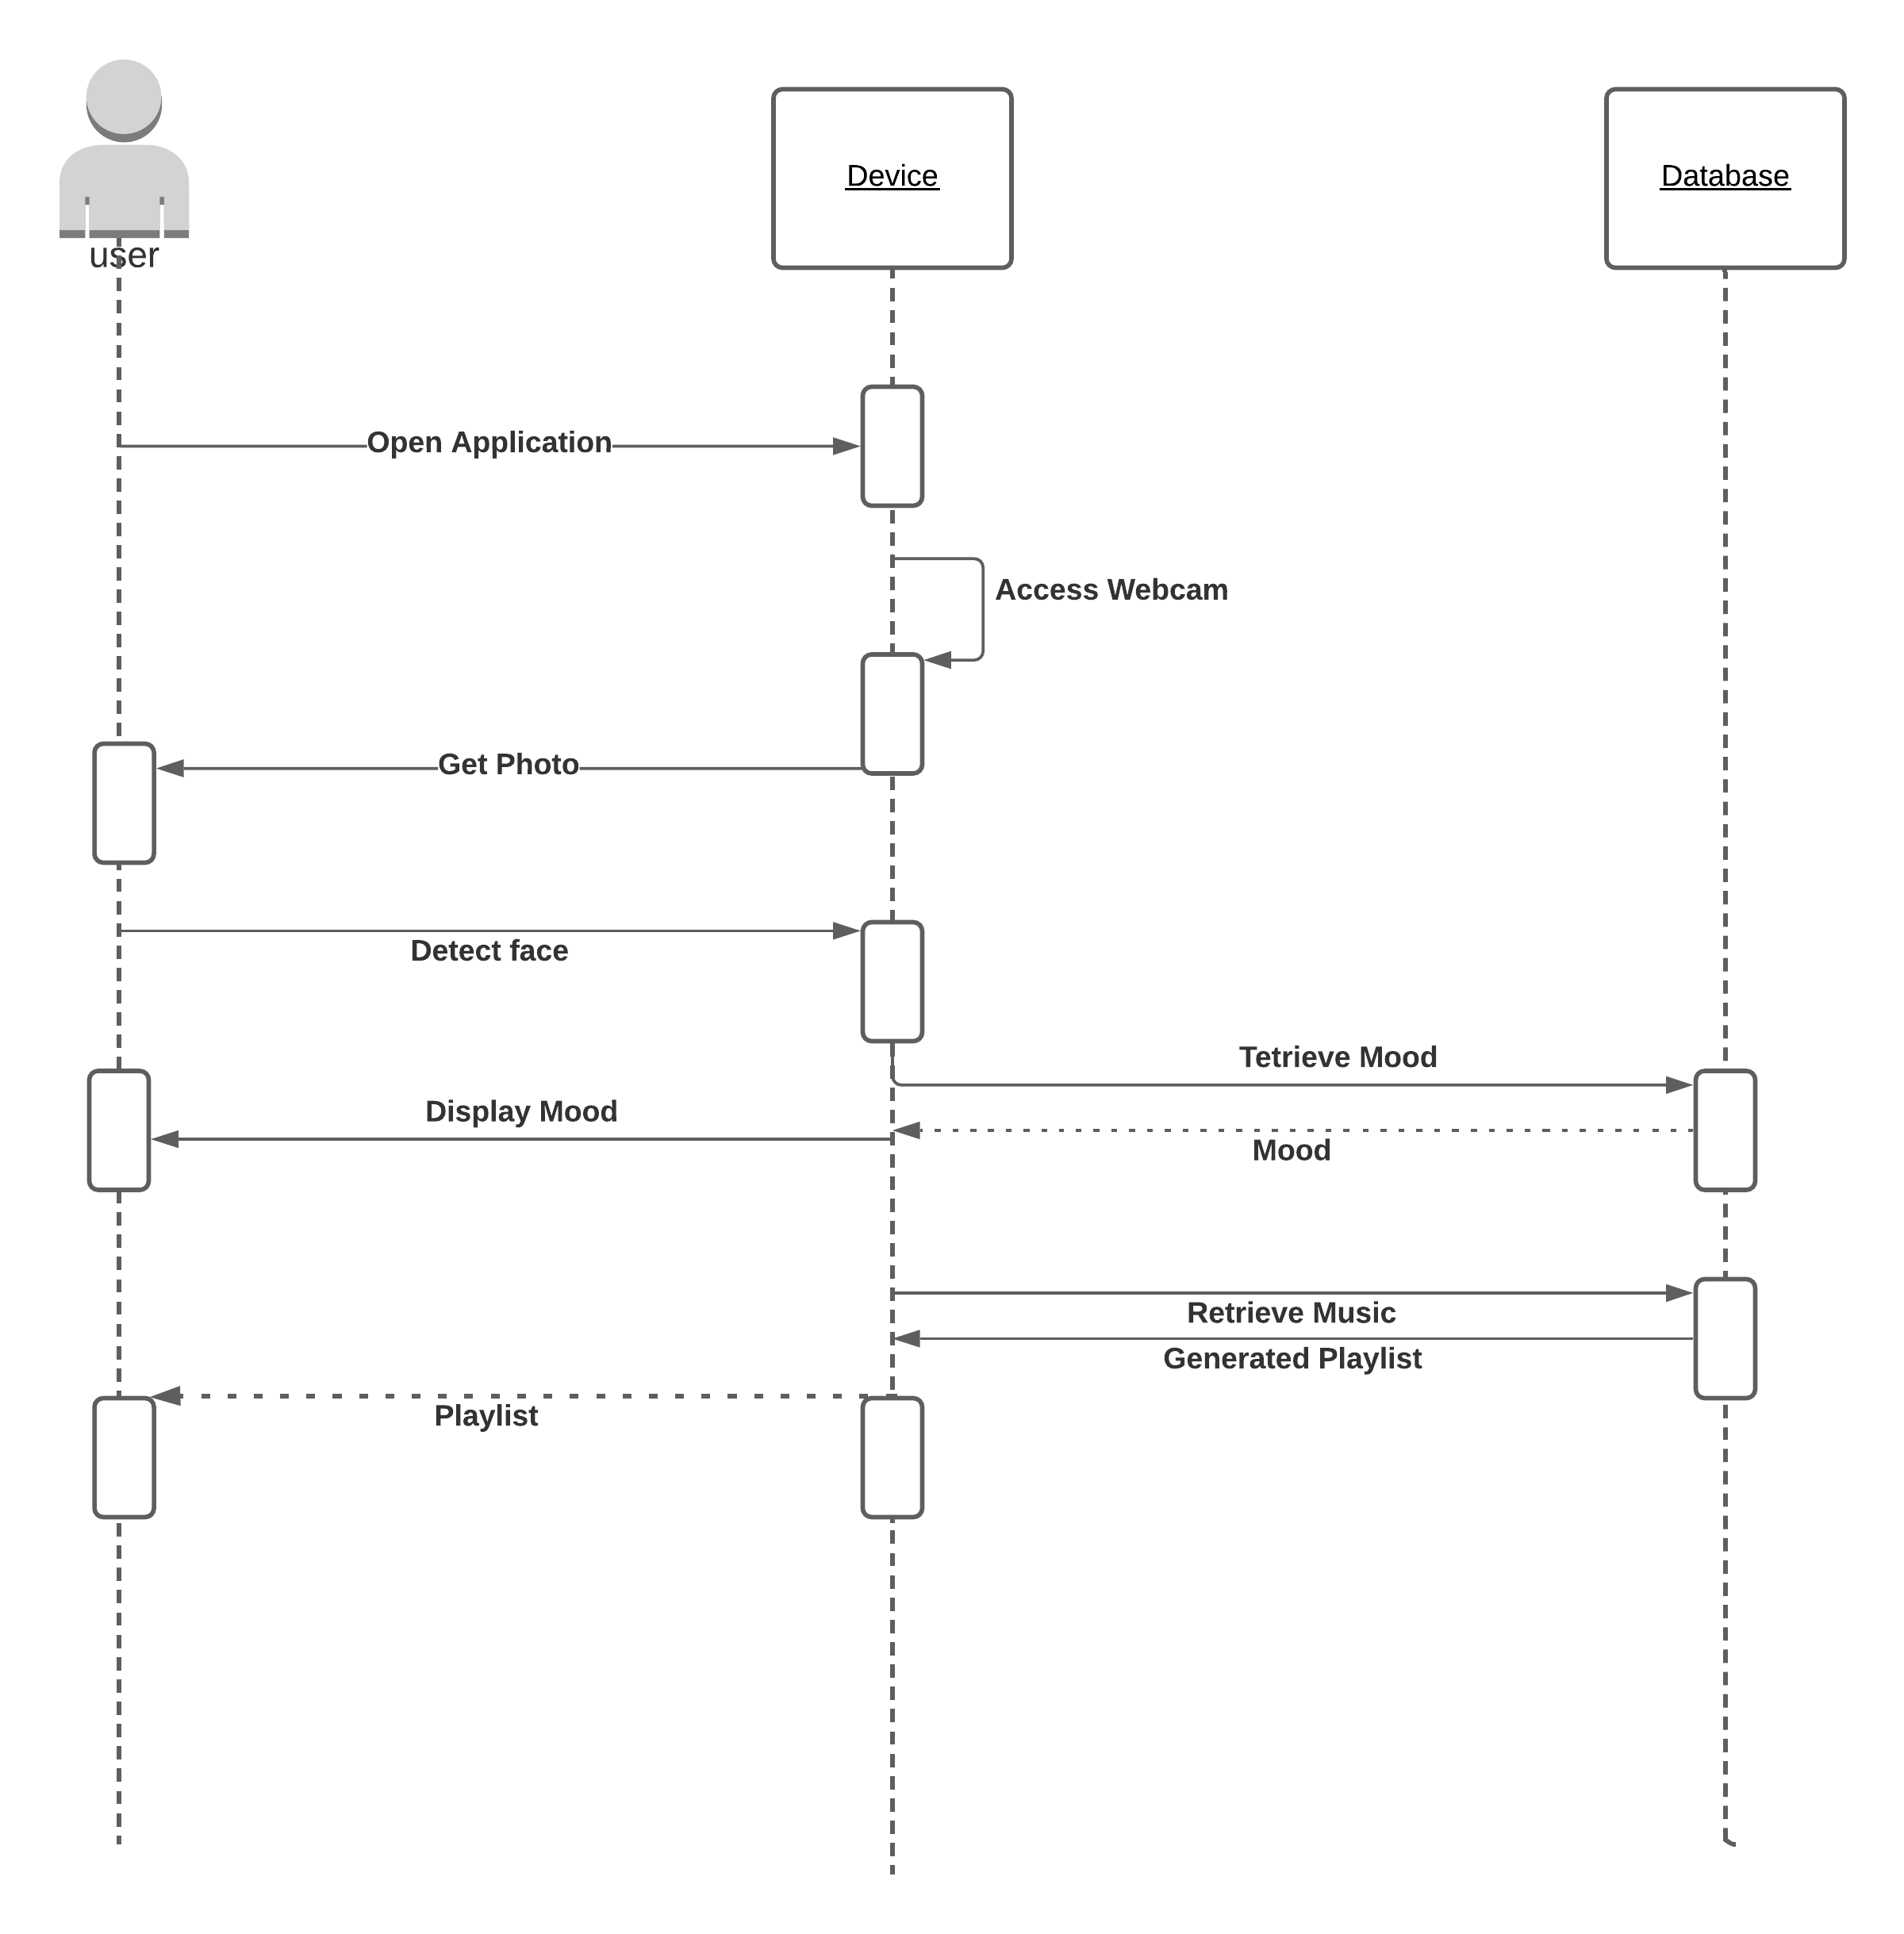 Device
Database
user
Open Application
Access Webcam
Get Photo
Detect face
Tetrieve Mood
Display Mood
Mood
Retrieve Music
Generated Playlist
Playlist